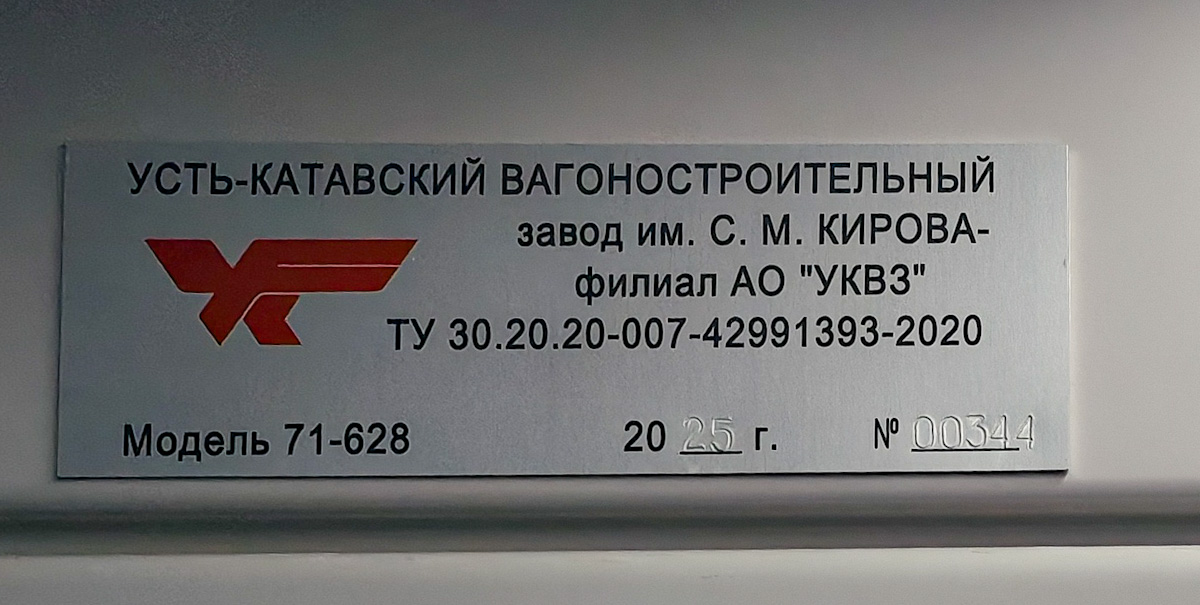 УСТЬ-КАТАВСКИЙ ВАГОНОСТРОИТЕЛЬНЫЙ
завод им. С. М. КИРОВА-
филиал АО "УКВЗ"
ТУ 30.20.20-007-42991393-2020
Модель 71-628 20 25 г. № 00344